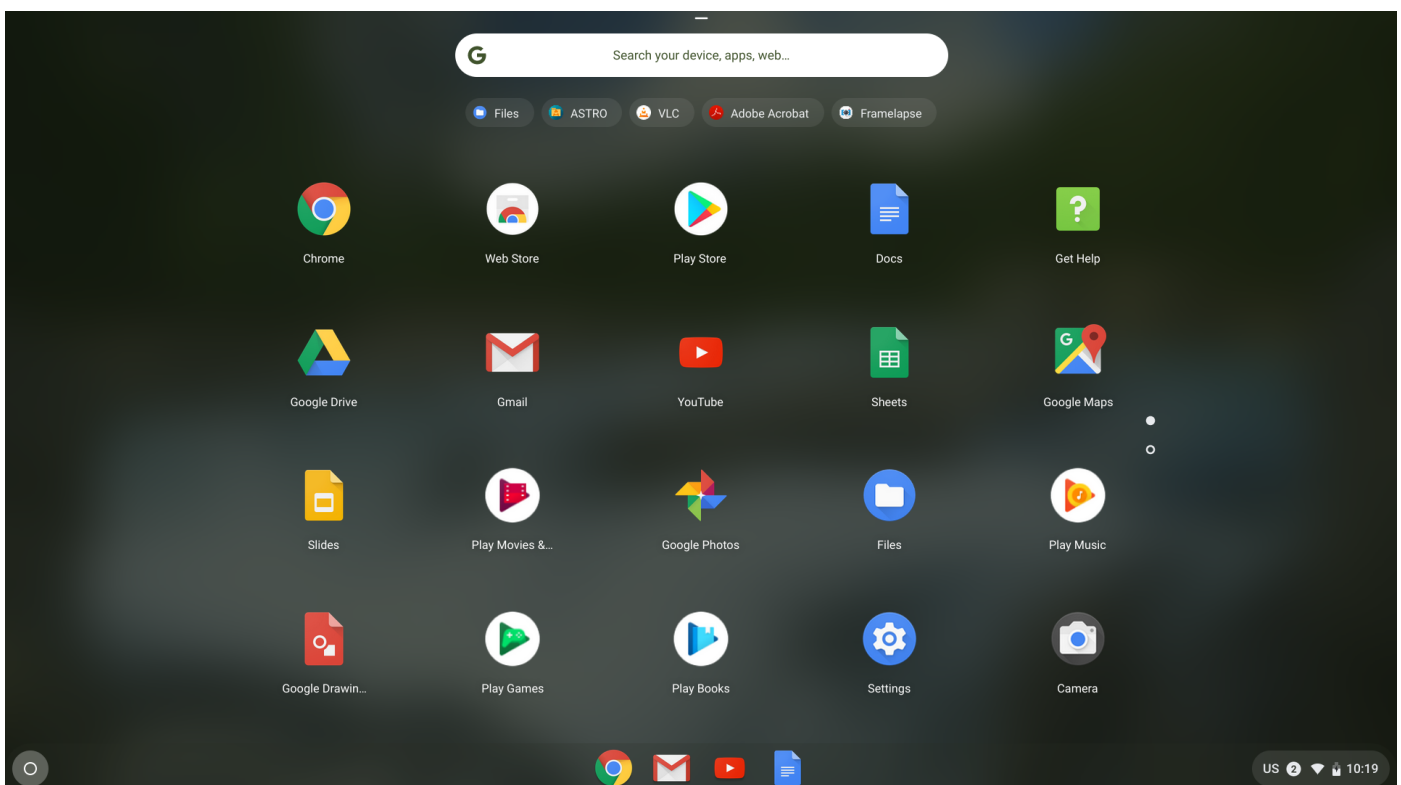 G Search your device, apps, web...
Files ASTRO VLC Adobe Acrobat Framelapse
Chrome Web Store Play Store Docs Get Help
Google Drive Gmail YouTube Sheets Google Maps
Slides Play Movies &... Google Photos Files Play Music
Google Drawin... Play Games Play Books Settings Camera
US 2 10:19